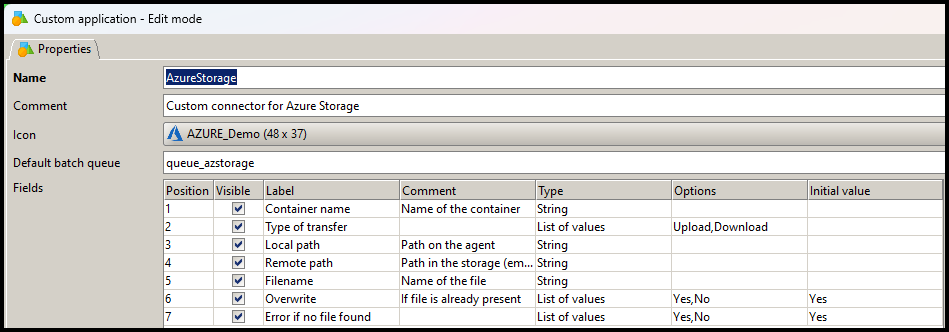 Custom application - Edit mode
Properties
Name AzureStorage
Comment Custom connector for Azure Storage
Icon AZURE_Demo (48 x 37)
Default batch queue queue_azstorage
Fields Position Visible Label Comment Type Options Initial value
1 Container name Name of the container String
2 Type of transfer List of values Upload,Download
3 Local path Path on the agent String
4 Remote path Path in the storage (em... String
5 Filename Name of the file String
6 Overwrite If file is already present List of values Yes,No Yes
7 Error if no file found List of values Yes,No Yes